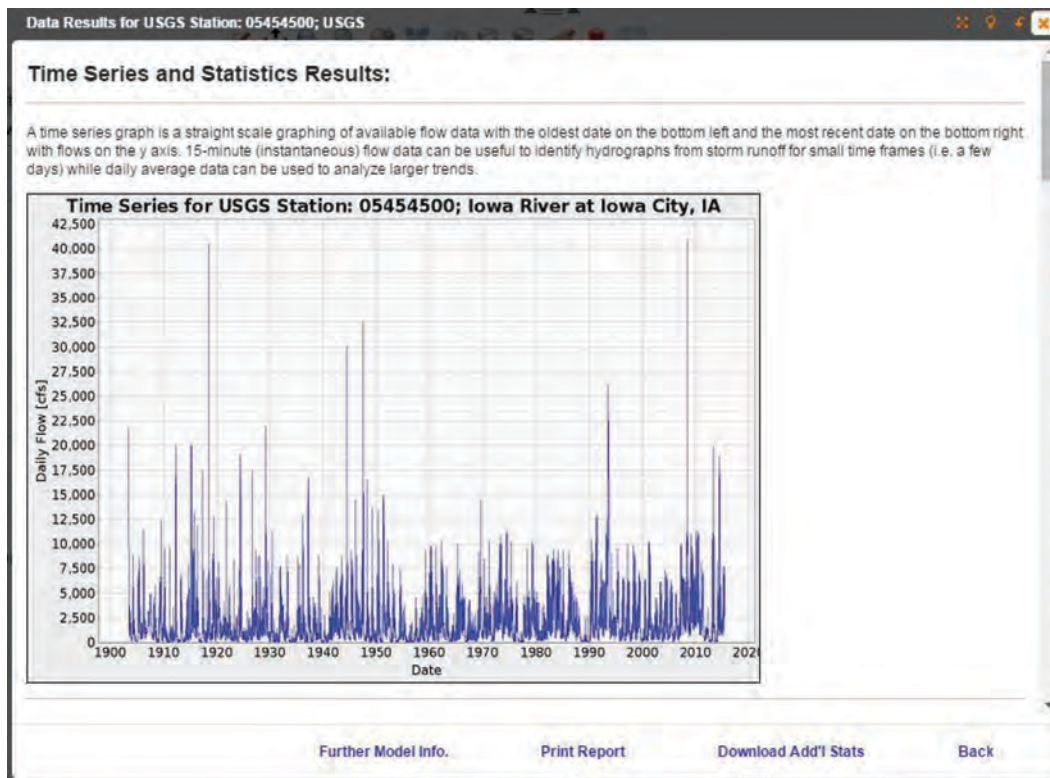 Data Results for USGS Station: 05454500; USGS
Time Series and Statistics Results:
A time series graph is a straight scale graphing of available flow data with the oldest date on the bottom left and the most recent date on the bottom right
with flows on the y axis. 15-minute (instantaneous) flow data can be useful to identify hydrographs from storm runoff for small time frames (i.e. a few
days) while daily average data can be used to analyze larger trends.
Time Series for USGS Station: 05454500; Iowa River at Iowa City, IA
42,500
40,000
37,500
35,000
32,500
30,000
27,500
25,000
22,500
20,000
17,500
15,000
12,500
10,000
7,500
5,000
2,500
0
Daily Flow [cfs]
1900 1910 1920 1930 1940 1950 1960 1970 1980 1990 2000 2010 202
Date
Further Model Info. Print Report Download Add'l Stats Back